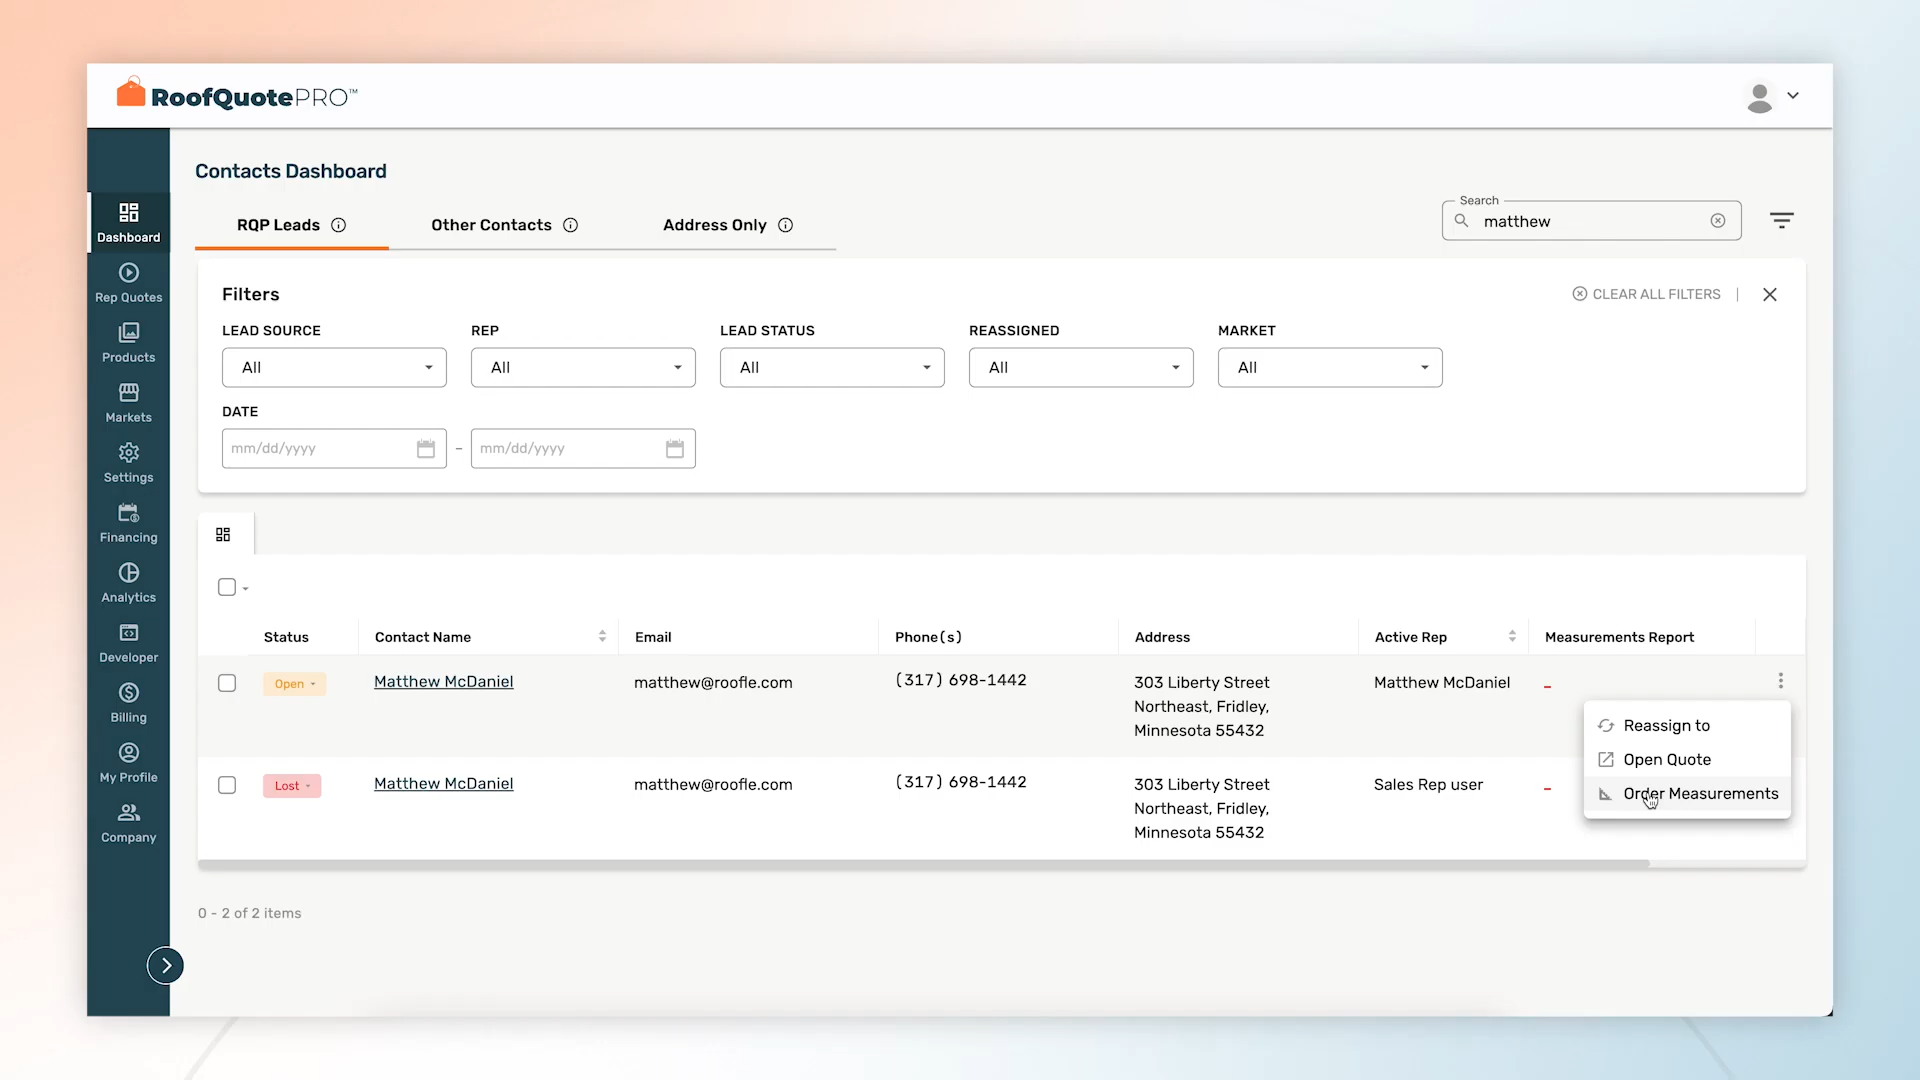 RoofQuotePRO™
Contacts Dashboard
RQP Leads
Other Contacts
Address Only
Search
matthew
Dashboard
Rep Quotes
Products
Markets
Settings
Financing
Analytics
Developer
Billing
My Profile
Company
Filters
CLEAR ALL FILTERS |
LEAD SOURCE
REP
LEAD STATUS
REASSIGNED
MARKET
All
All
All
All
All
DATE
mm/dd/yyyy
–
mm/dd/yyyy
Status
Contact Name
Email
Phone(s)
Address
Active Rep
Measurements Report
Open
Matthew McDaniel
matthew@roofle.com
(317) 698-1442
303 Liberty Street
Northeast, Fridley,
Minnesota 55432
Matthew McDaniel
–
Reassign to
Open Quote
Order Measurements
Lost
Matthew McDaniel
matthew@roofle.com
(317) 698-1442
303 Liberty Street
Northeast, Fridley,
Minnesota 55432
Sales Rep user
–
0 - 2 of 2 items